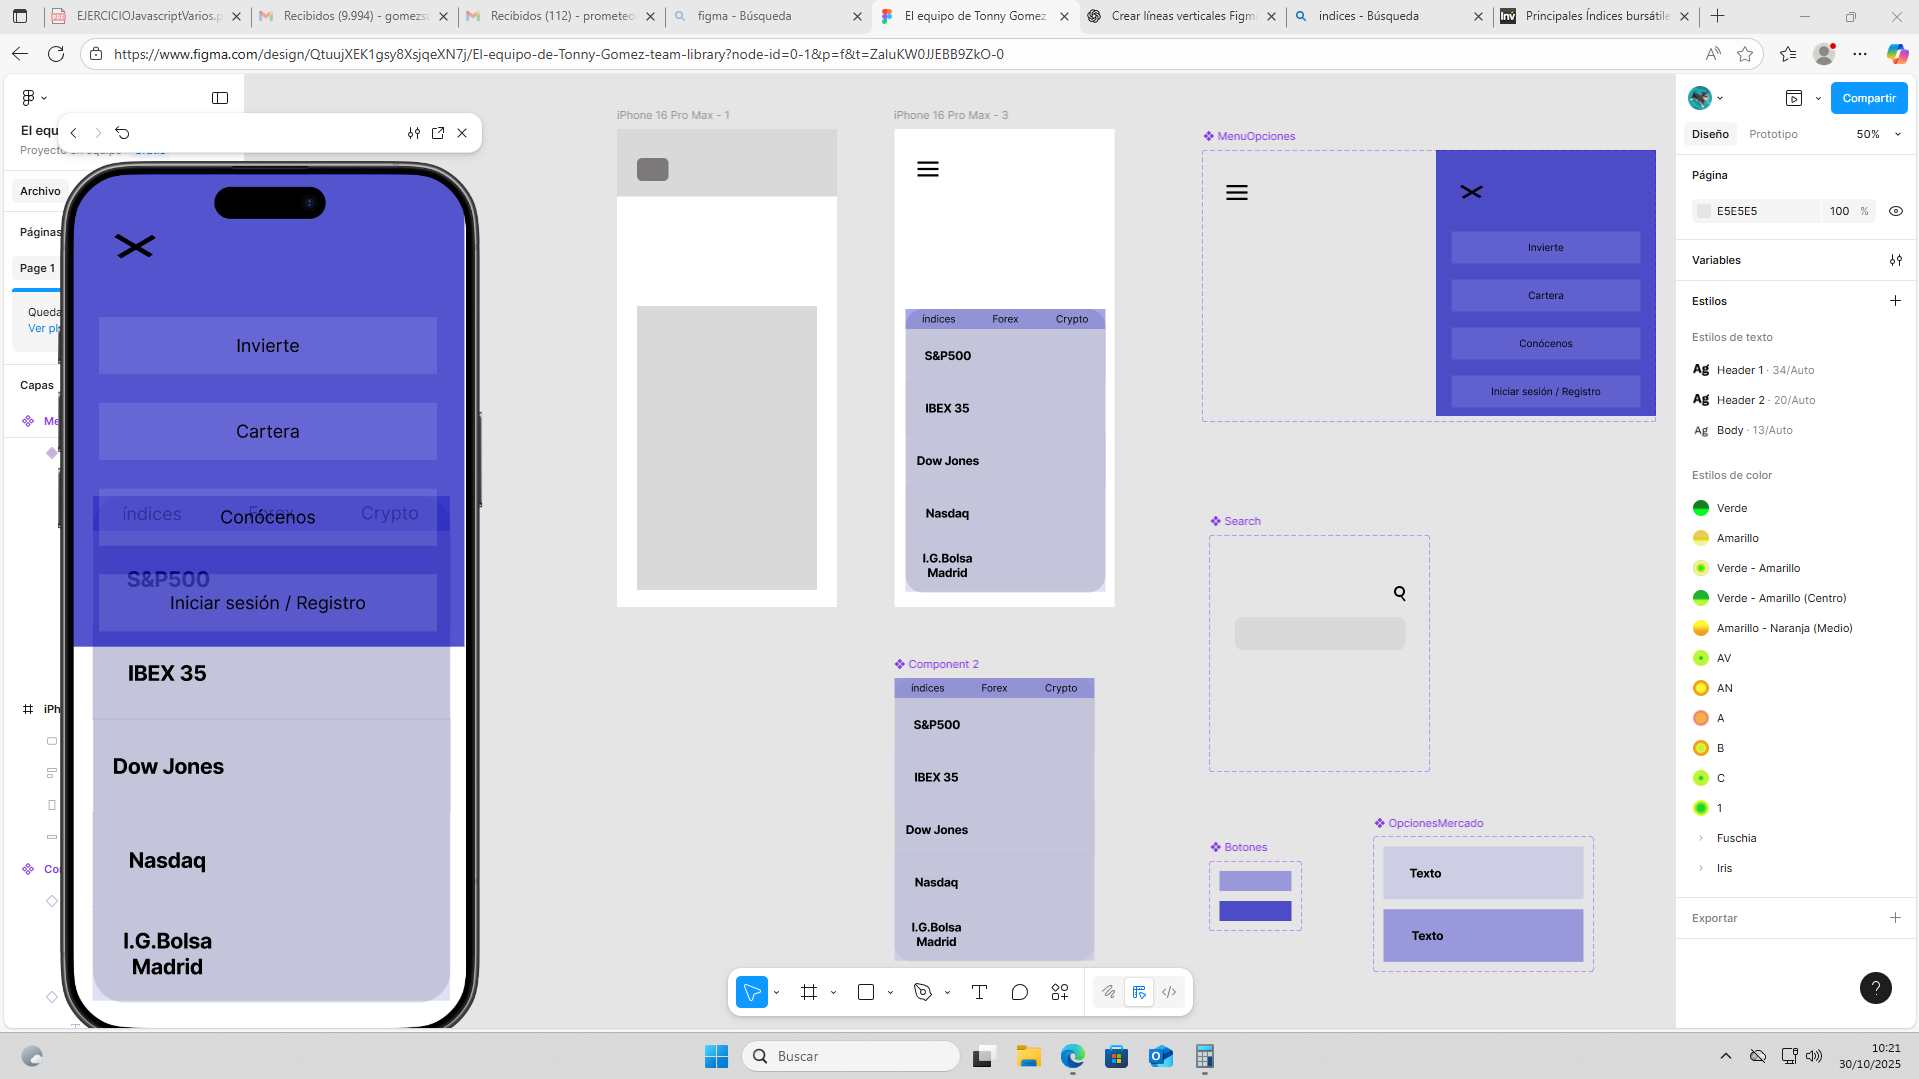 EJERCICIOJavascriptVarios.p
Recibidos (9.994) - gomezsu
Recibidos (112) - prometeo
figma - Búsqueda
El equipo de Tonny Gomez
Crear líneas verticales Figma
indices - Búsqueda
Inv
Principales Índices bursátile
https://www.figma.com/design/QtuujXEK1gsy8XsjqeXN7j/El-equipo-de-Tonny-Gomez-team-library?node-id=0-1&p=f&t=ZaIuKW0JJEBB9ZkO-0
El equ
Archivo
Páginas
Page 1
Queda
Ver pl
Capas
Me
iPh
Co
Invierte
Cartera
índices
Forex
Crypto
Conócenos
S&P500
Iniciar sesión / Registro
IBEX 35
Dow Jones
Nasdaq
I.G.Bolsa
Madrid
iPhone 16 Pro Max - 1
iPhone 16 Pro Max - 3
índices Forex Crypto
S&P500
IBEX 35
Dow Jones
Nasdaq
I.G.Bolsa
Madrid
Component 2
índices Forex Crypto
S&P500
IBEX 35
Dow Jones
Nasdaq
I.G.Bolsa
Madrid
MenuOpciones
Invierte
Cartera
Conócenos
Iniciar sesión / Registro
Search
Botones
OpcionesMercado
Texto
Texto
Compartir
Diseño
Prototipo
50%
Página
E5E5E5 100 %
Variables
Estilos
Estilos de texto
Ag Header 1 · 34/Auto
Ag Header 2 · 20/Auto
Ag Body · 13/Auto
Estilos de color
Verde
Amarillo
Verde - Amarillo
Verde - Amarillo (Centro)
Amarillo - Naranja (Medio)
AV
AN
A
B
C
1
Fuschia
Iris
Exportar
?
Buscar
10:21
30/10/2025